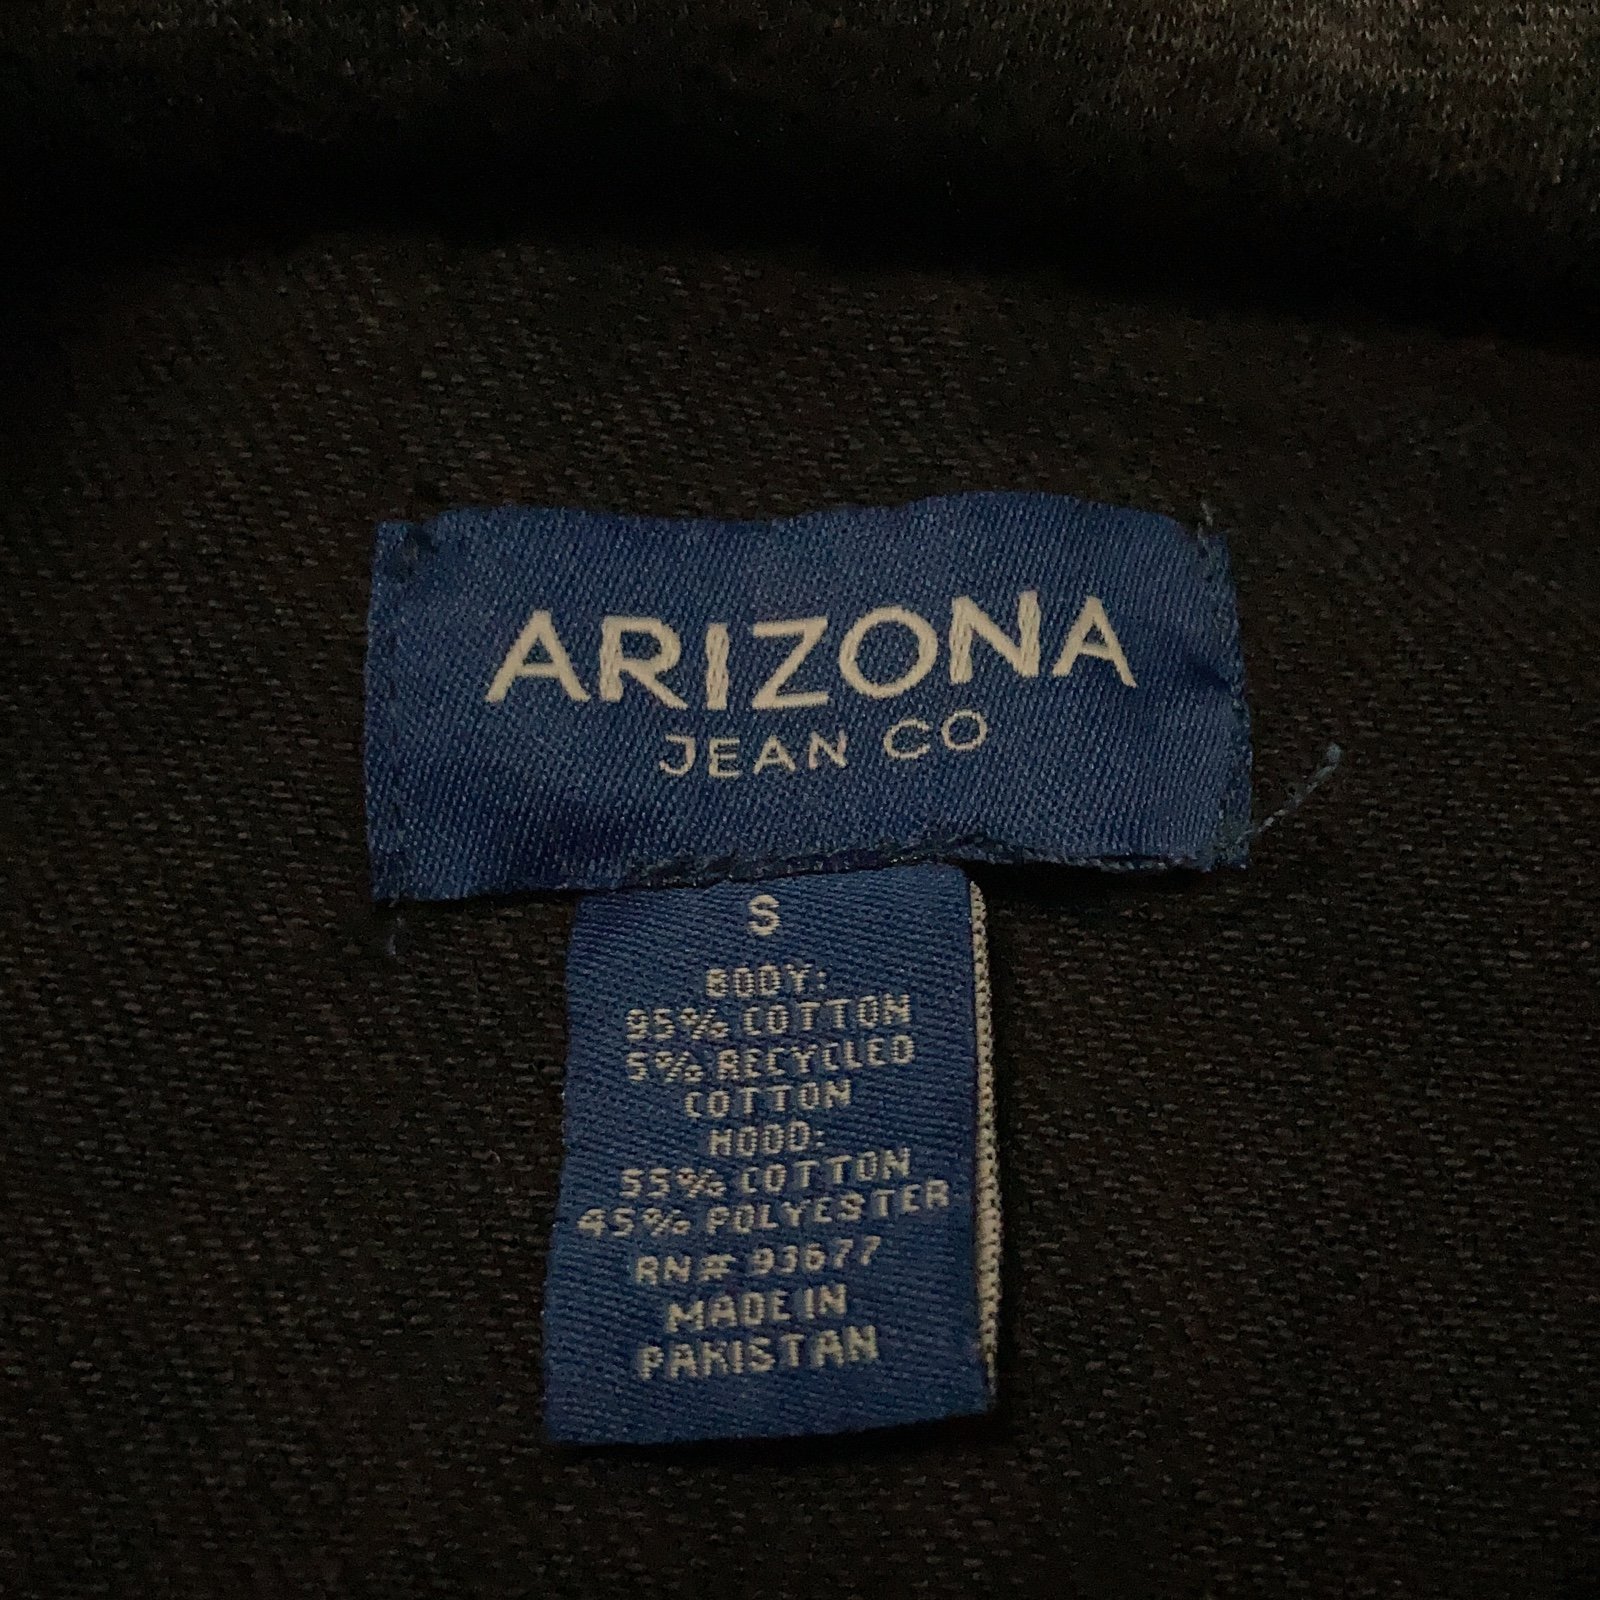 ARIZONA
JEAN CO
S
BODY:
95% COTTON
5% RECYCLED
COTTON
HOOD:
55% COTTON
45% POLYESTER
RN# 93677
MADE IN
PAKISTAN